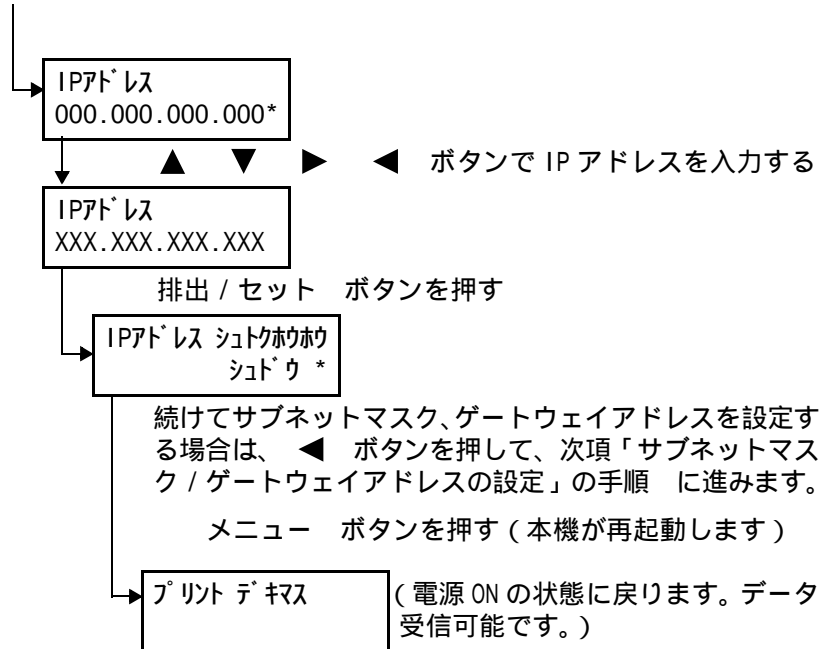 IPｱﾄﾞﾚｽ
000.000.000.000*
▲ ▼ ▶ ◀ ボタンで IP アドレスを入力する
IPｱﾄﾞﾚｽ
XXX.XXX.XXX.XXX
排出 / セット ボタンを押す
IPｱﾄﾞﾚｽ ｼｭﾄｸﾎｳﾎｳ
ｼｭﾄﾞｳ *
続けてサブネットマスク、ゲートウェイアドレスを設定す
る場合は、 ◀ ボタンを押して、次項「サブネットマス
ク / ゲートウェイアドレスの設定」の手順 に進みます。
メニュー ボタンを押す ( 本機が再起動します )
ﾌﾟﾘﾝﾄ ﾃﾞｷﾏｽ
( 電源 ON の状態に戻ります。データ
受信可能です。)